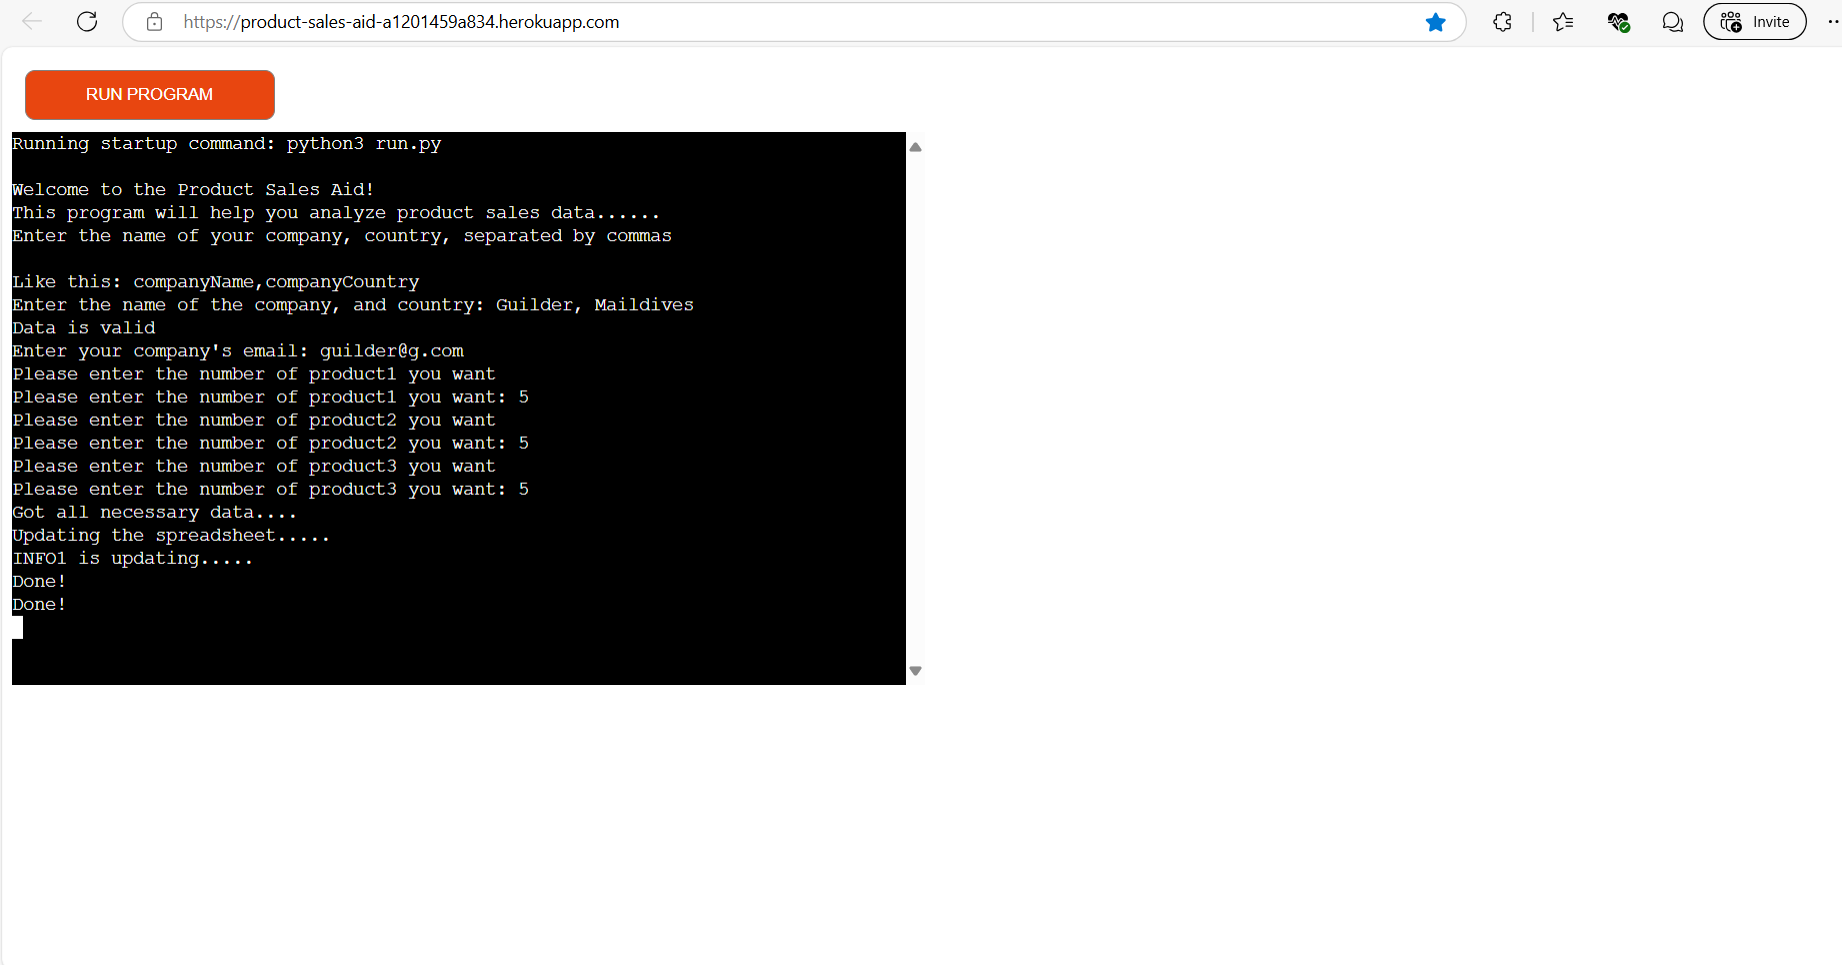 https://product-sales-aid-a1201459a834.herokuapp.com
Invite
RUN PROGRAM
Running startup command: python3 run.py
Welcome to the Product Sales Aid!
This program will help you analyze product sales data......
Enter the name of your company, country, separated by commas
Like this: companyName,companyCountry
Enter the name of the company, and country: Guilder, Maildives
Data is valid
Enter your company's email: guilder@g.com
Please enter the number of product1 you want
Please enter the number of product1 you want: 5
Please enter the number of product2 you want
Please enter the number of product2 you want: 5
Please enter the number of product3 you want
Please enter the number of product3 you want: 5
Got all necessary data....
Updating the spreadsheet.....
INFO1 is updating.....
Done!
Done!